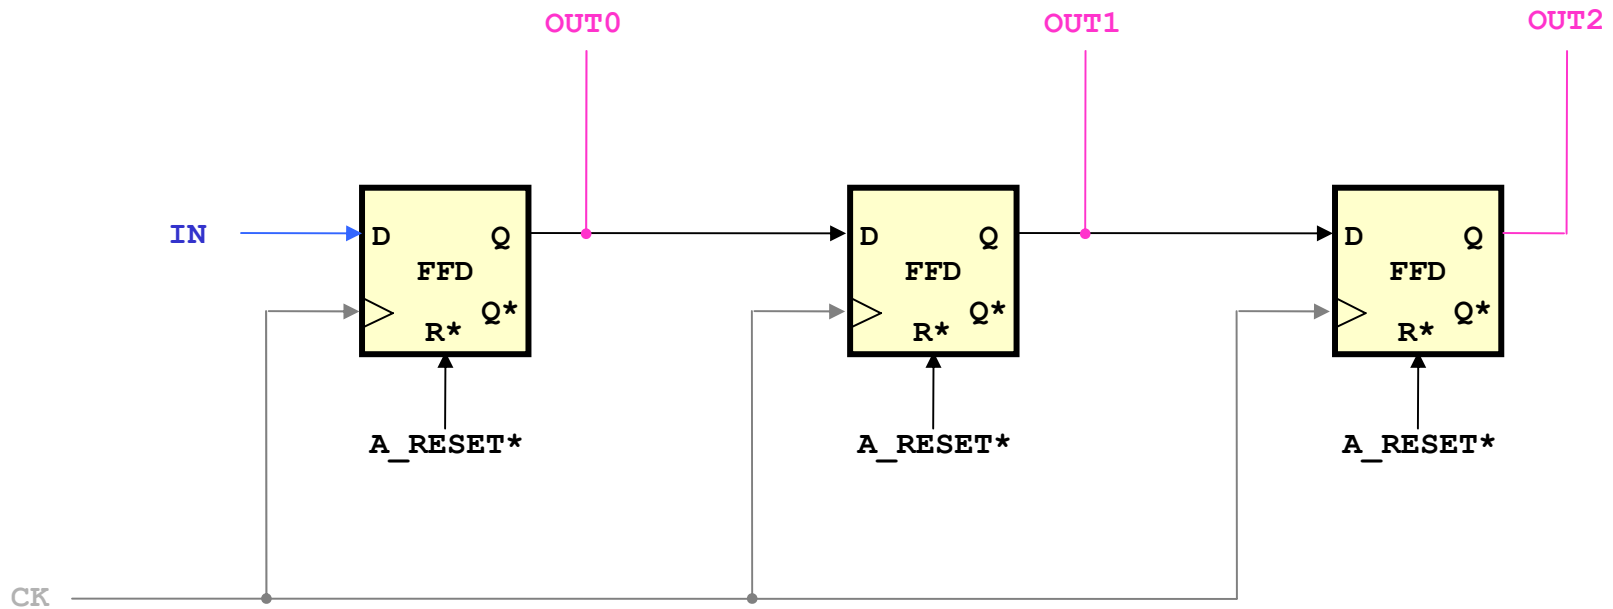 OUT0 OUT1 OUT2
IN D Q D Q D Q
FFD FFD FFD
Q* Q* Q*
R* R* R*
A_RESET* A_RESET* A_RESET*
CK